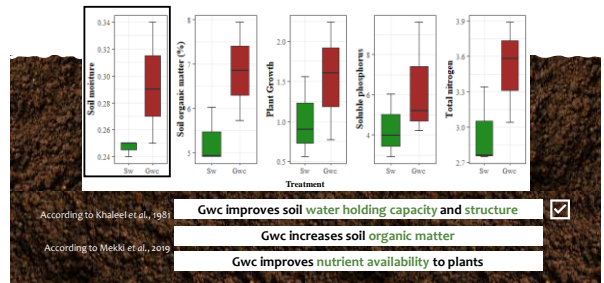 Soil moisture
0.34
0.32
0.30
0.28
0.26
0.24
Sw Gwc
Soil organic matter (%)
8
7
6
5
Sw Gwc
Plant Growth
2.0
1.5
1.0
0.5
Sw Gwc
Soluble phosphorus
8
6
4
Sw Gwc
Total nitrogen
3.9
3.6
3.3
3.0
2.7
Sw Gwc
Treatment
According to Khaleel et al., 1981
Gwc improves soil water holding capacity and structure
Gwc increases soil organic matter
According to Mekki et al., 2019
Gwc improves nutrient availability to plants